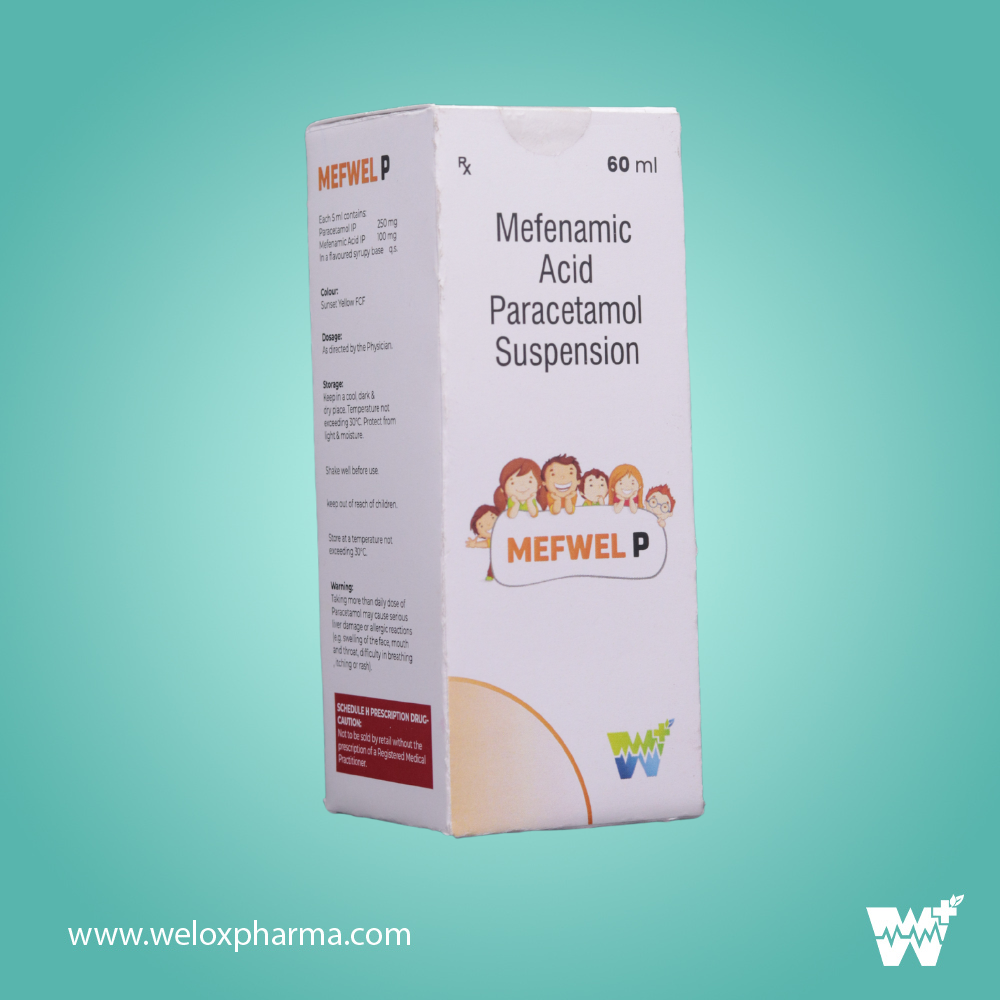 MEFWEL P
Each 5 ml contains:
Paracetamol IP 250 mg
Mefenamic Acid IP 100 mg
In a flavoured syrupy base q.s.
Colour:
Sunset Yellow FCF
Dosage:
As directed by the Physician.
Storage:
Keep in a cool, dark &
dry place. Temperature not
exceeding 30°C. Protect from
light & moisture.
Shake well before use.
keep out of reach of children.
Store at a temperature not
exceeding 30°C.
Warning:
Taking more than daily dose of
Paracetamol may cause serious
liver damage or allergic reactions
(e.g. swelling of the face, mouth
and throat, difficulty in breathing
, itching or rash).
SCHEDULE H PRESCRIPTION DRUG-
CAUTION:
Not to be sold by retail without the
prescription of a Registered Medical
Practitioner.
Rx 60 ml
Mefenamic
Acid
Paracetamol
Suspension
MEFWEL P
W
www.weloxpharma.com
W